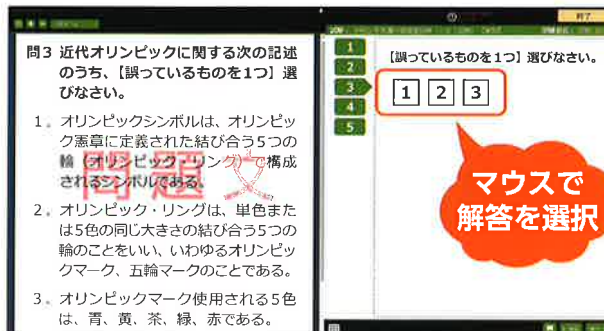 終了
問3 近代オリンピックに関する次の記述
のうち、【誤っているものを1つ】選
びなさい。
1. オリンピックシンボルは、オリンピッ
ク憲章に定義された結び合う5つの
輪（オリンピック・リング）で構成
されるシンボルである。
問題文
2. オリンピック・リングは、単色また
は5色の同じ大きさの結び合う5つの
輪のことをいい、いわゆるオリンピッ
クマーク、五輪マークのことである。
3. オリンピックマーク使用される5色
は、青、黄、茶、緑、赤である。
1
2
3
4
5
【誤っているものを1つ】選びなさい。
1 2 3
マウスで
解答を選択